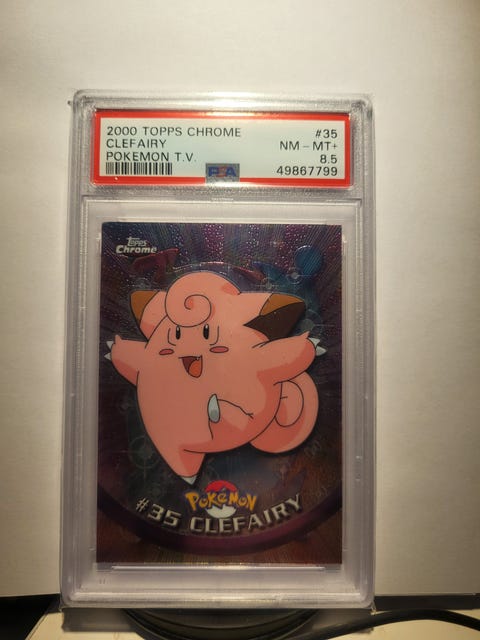 2000 TOPPS CHROME #35
CLEFAIRY NM - MT+
POKEMON T.V. 8.5
PSA 49867799
Topps
Chrome
POKéMON
#35 CLEFAIRY